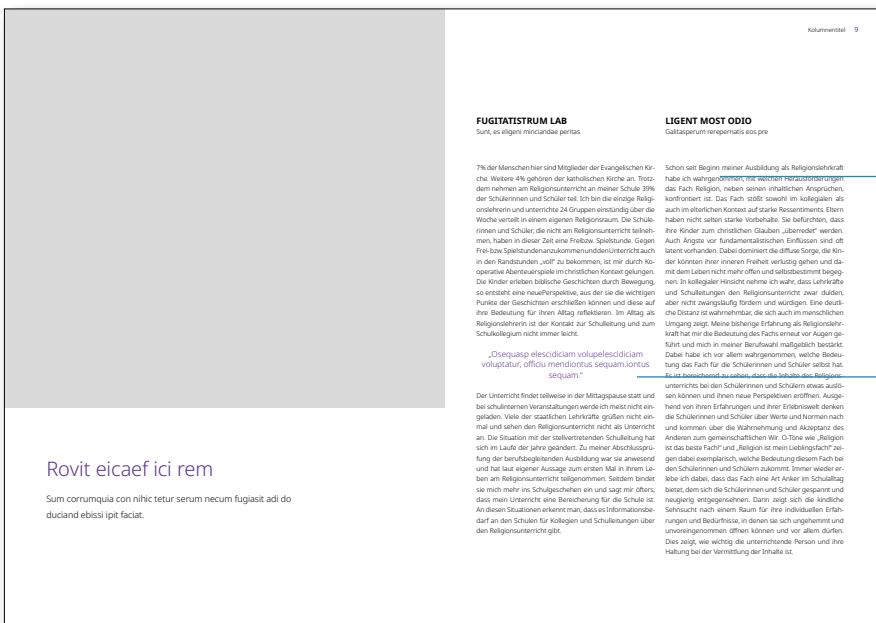 Kolumnentitel 9
Rovit eicaef ici rem
Sum corrumquia con nihic tetur serum necum fugiasit adi do
duciand ebissi ipit faciat.
FUGITATISTRUM LAB
Sunt, es eligeni minciandae peritas
7% der Menschen hier sind Mitglieder der Evangelischen Kir-
che. Weitere 4% gehören der katholischen Kirche an. Trotz-
dem nehmen am Religionsunterricht an meiner Schule 39%
der Schülerinnen und Schüler teil. Ich bin die einzige Religi-
onslehrerin und unterrichte 24 Gruppen einstündig über die
Woche verteilt in einem eigenen Religionsraum. Die Schüle-
rinnen und Schüler, die nicht am Religionsunterricht teilneh-
men, haben in dieser Zeit eine Freibzw. Spielstunde. Gegen
Frei- bzw. Spielstunden anzukommen und den Unterricht auch
in den Randstunden „voll“ zu bekommen, ist mir durch Ko-
operative Abenteuerspiele im christlichen Kontext gelungen.
Die Kinder erleben biblische Geschichten durch Bewegung,
so entsteht eine neuePerspektive, aus der sie die wichtigen
Punkte der Geschichten erschließen können und diese auf
ihre Bedeutung für ihren Alltag reflektieren. Im Alltag als
Religionslehrerin ist der Kontakt zur Schulleitung und zum
Schulkollegium nicht immer leicht.
„Osequasp elescidiciam volupelescidiciam
voluptatur, officiu mendiontus sequam.iontus
sequam.“
Der Unterricht findet teilweise in der Mittagspause statt und
bei schulinternen Veranstaltungen werde ich meist nicht ein-
geladen. Viele der staatlichen Lehrkräfte grüßen nicht ein-
mal und sehen den Religionsunterricht nicht als Unterricht
an. Die Situation mit der stellvertretenden Schulleitung hat
sich im Laufe der Jahre geändert. Zu meiner Abschlussprü-
fung der berufsbegleitenden Ausbildung war sie anwesend
und hat laut eigener Aussage zum ersten Mal in ihrem Le-
ben am Religionsunterricht teilgenommen. Seitdem bindet
sie mich mehr ins Schulgeschehen ein und sagt mir öfters,
dass mein Unterricht eine Bereicherung für die Schule ist.
An diesen Situationen erkennt man, dass es Informationsbe-
darf an den Schulen für Kollegien und Schulleitungen über
den Religionsunterricht gibt.
LIGENT MOST ODIO
Galitasperum rerepernatis eos pre
Schon seit Beginn meiner Ausbildung als Religionslehrkraft
habe ich wahrgenommen, mit welchen Herausforderungen
das Fach Religion, neben seinen inhaltlichen Ansprüchen,
konfrontiert ist. Das Fach stößt sowohl im kollegialen als
auch im elterlichen Kontext auf starke Ressentiments. Eltern
haben nicht selten starke Vorbehalte. Sie befürchten, dass
ihre Kinder zum christlichen Glauben „überredet“ werden.
Auch Ängste vor fundamentalistischen Einflüssen sind oft
latent vorhanden. Dabei dominiert die diffuse Sorge, die Kin-
der könnten ihrer inneren Freiheit verlustig gehen und da-
mit dem Leben nicht mehr offen und selbstbestimmt begeg-
nen. In kollegialer Hinsicht nehme ich wahr, dass Lehrkräfte
und Schulleitungen den Religionsunterricht zwar dulden,
aber nicht zwangsläufig fördern und würdigen. Eine deutli-
che Distanz ist wahrnehmbar, die sich auch im menschlichen
Umgang zeigt. Meine bisherige Erfahrung als Religionslehr-
kraft hat mir die Bedeutung des Fachs erneut vor Augen ge-
führt und mich in meiner Berufswahl maßgeblich bestärkt.
Dabei habe ich vor allem wahrgenommen, welche Bedeu-
tung das Fach für die Schülerinnen und Schüler selbst hat.
Es ist bereichernd zu sehen, dass die Inhalte des Religions-
unterrichts bei den Schülerinnen und Schülern etwas auslö-
sen können und ihnen neue Perspektiven eröffnen. Ausge-
hend von ihren Erfahrungen und ihrer Erlebniswelt denken
die Schülerinnen und Schüler über Werte und Normen nach
und kommen über die Wahrnehmung und Akzeptanz des
Anderen zum gemeinschaftlichen Wir. O-Töne wie „Religion
ist das beste Fach!“ und „Religion ist mein Lieblingsfach!“ zei-
gen dabei exemplarisch, welche Bedeutung diesem Fach bei
den Schülerinnen und Schülern zukommt. Immer wieder er-
lebe ich dabei, dass das Fach eine Art Anker im Schulalltag
bietet, dem sich die Schülerinnen und Schüler gespannt und
neugierig entgegensehnen. Darin zeigt sich die kindliche
Sehnsucht nach einem Raum für ihre individuellen Erfah-
rungen und Bedürfnisse, in denen sie sich ungehemmt und
unvoreingenommen öffnen können und vor allem dürfen.
Dies zeigt, wie wichtig die unterrichtende Person und ihre
Haltung bei der Vermittlung der Inhalte ist.